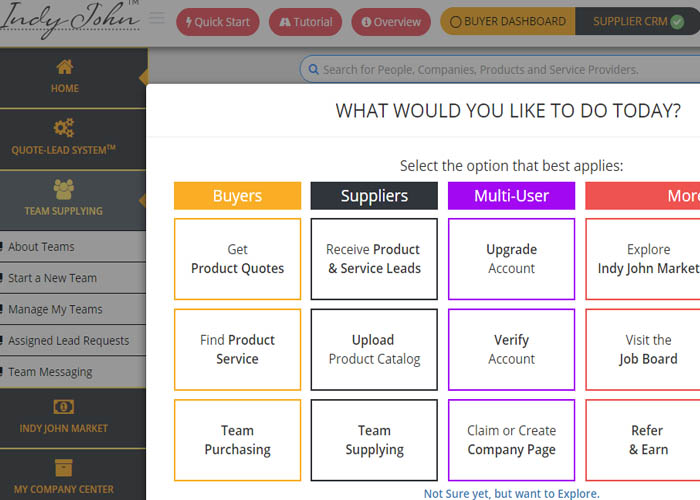 Indy John™
Quick Start
Tutorial
Overview
BUYER DASHBOARD
SUPPLIER CRM
Search for People, Companies, Products and Service Providers.
HOME
QUOTE-LEAD SYSTEM™
TEAM SUPPLYING
About Teams
Start a New Team
Manage My Teams
Assigned Lead Requests
Team Messaging
INDY JOHN MARKET
MY COMPANY CENTER
WHAT WOULD YOU LIKE TO DO TODAY?
Select the option that best applies:
Buyers
Suppliers
Multi-User
More
Get
Product Quotes
Receive Product
& Service Leads
Upgrade
Account
Explore
Indy John Market
Find Product
Service
Upload
Product Catalog
Verify
Account
Visit the
Job Board
Team
Purchasing
Team
Supplying
Claim or Create
Company Page
Refer
& Earn
Not Sure yet, but want to Explore.